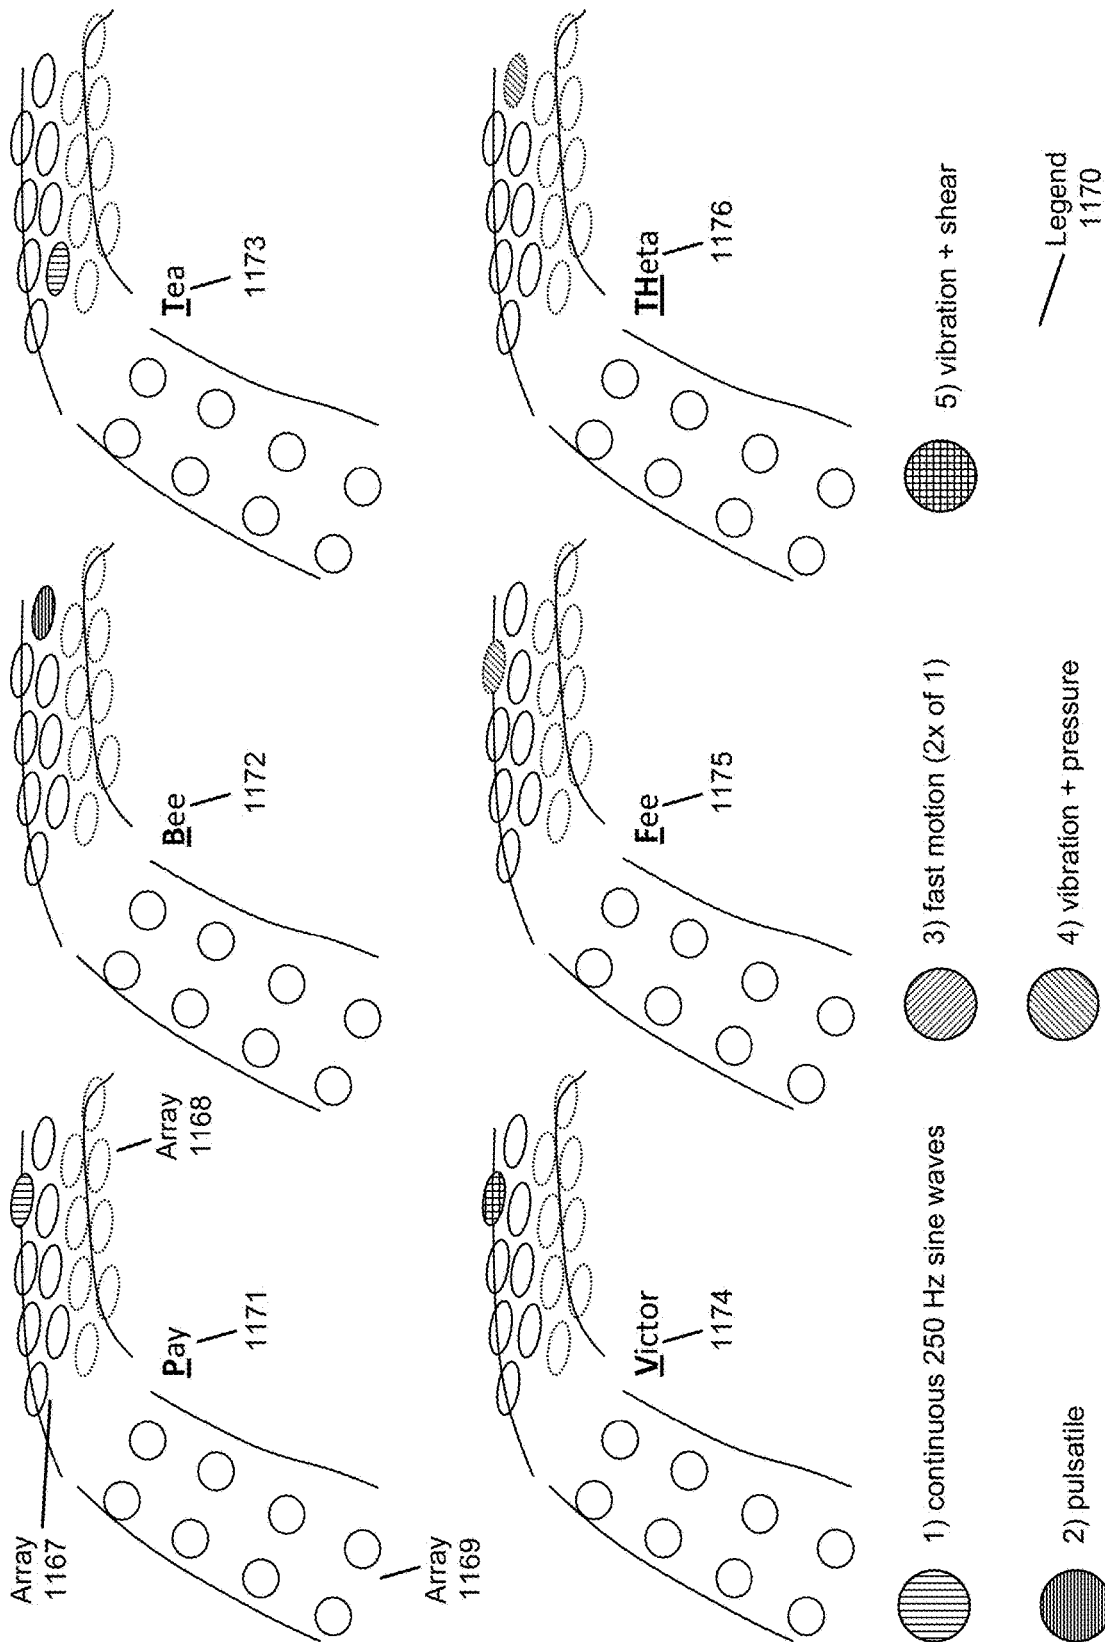 Array
1167
Array
1168
Array
1169
Pay
1171
Bee
1172
Tea
1173
Victor
1174
Fee
1175
THeta
1176
1) continuous 250 Hz sine waves
3) fast motion (2x of 1)
5) vibration + shear
2) pulsatile
4) vibration + pressure
Legend
1170